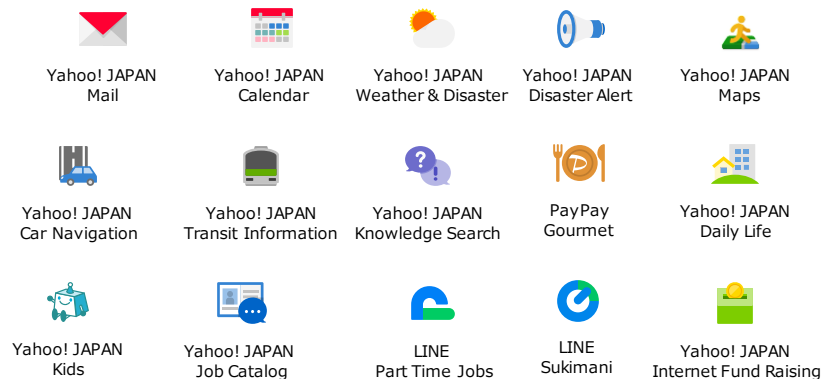 Yahoo! JAPAN
Mail
Yahoo! JAPAN
Calendar
Yahoo! JAPAN
Weather & Disaster
Yahoo! JAPAN
Disaster Alert
Yahoo! JAPAN
Maps
Yahoo! JAPAN
Car Navigation
Yahoo! JAPAN
Transit Information
Yahoo! JAPAN
Knowledge Search
PayPay
Gourmet
Yahoo! JAPAN
Daily Life
Yahoo! JAPAN
Kids
Yahoo! JAPAN
Job Catalog
LINE
Part Time Jobs
LINE
Sukimani
Yahoo! JAPAN
Internet Fund Raising